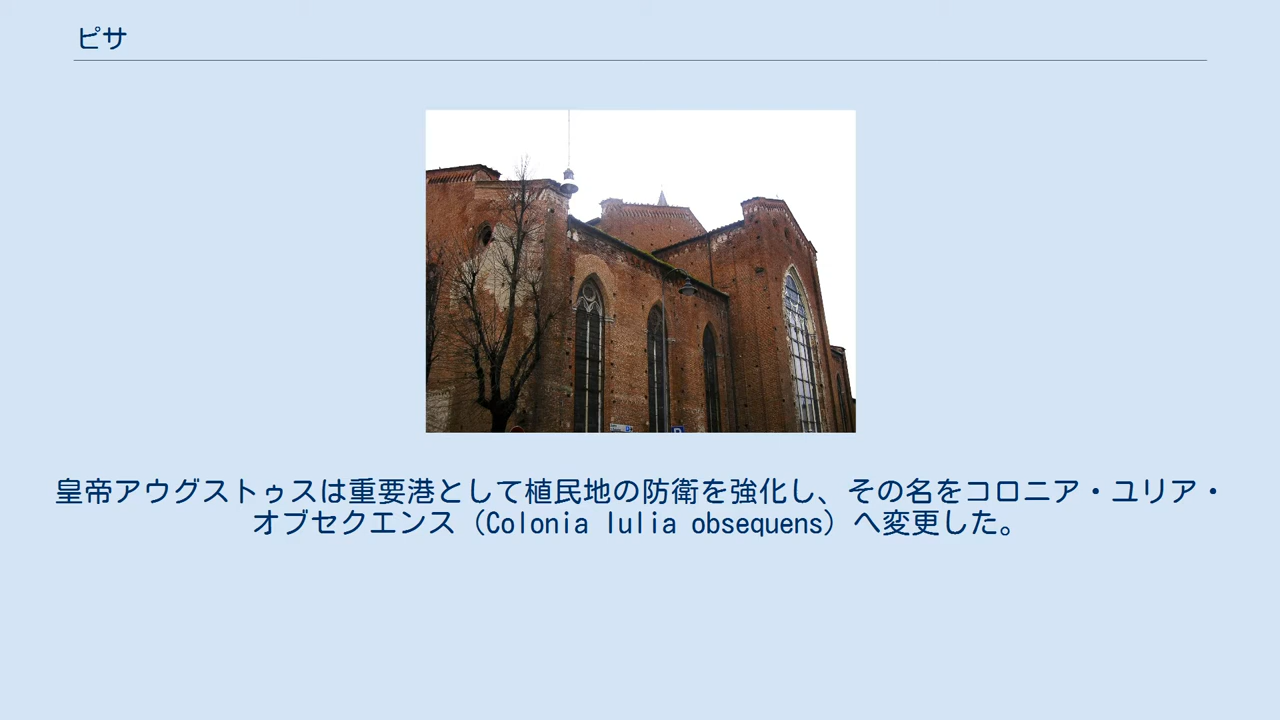 ピサ
皇帝アウグストゥスは重要港として植民地の防衛を強化し、その名をコロニア・ユリア・
オブセクエンス（Colonia lulia obsequens）へ変更した。